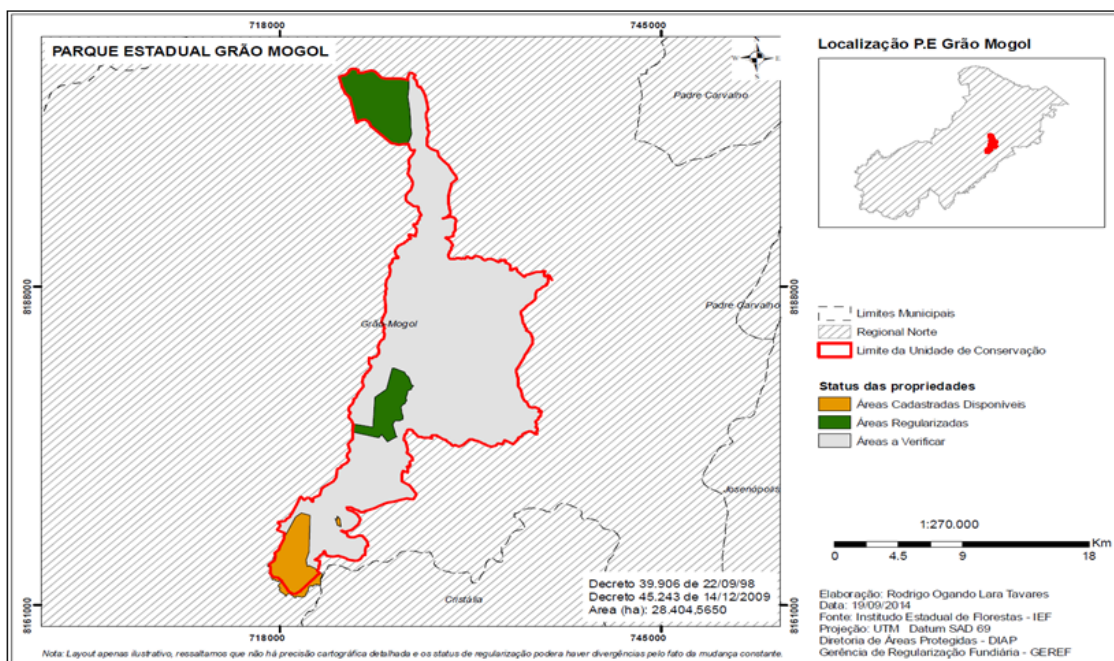 718000
745000
PARQUE ESTADUAL GRÃO MOGOL
W E
Padre Carvalho
8188000
8188000
Padre Carvalho
Grão Mogol
Josenópolis
Cristália
Decreto 39.906 de 22/09/98
Decreto 45.243 de 14/12/2009
Area (ha): 28.404,5650
8161000
8161000
718000
745000
Nota: Layout apenas ilustrativo, ressaltamos que não há precisão cartográfica detalhada e os status de regularização podera haver divergências pelo fato da mudança constante.
Localização P.E Grão Mogol
Limites Municipais
Regional Norte
Limite da Unidade de Conservação
Status das propriedades
Áreas Cadastradas Disponíveis
Áreas Regularizadas
Áreas a Verificar
1:270.000
0 4.5 9 18 Km
Elaboração: Rodrigo Ogando Lara Tavares
Data: 19/09/2014
Fonte: Institudo Estadual de Florestas - IEF
Projeção: UTM Datum SAD 69
Diretoria de Áreas Protegidas - DIAP
Gerência de Regularização Fundiária - GEREF